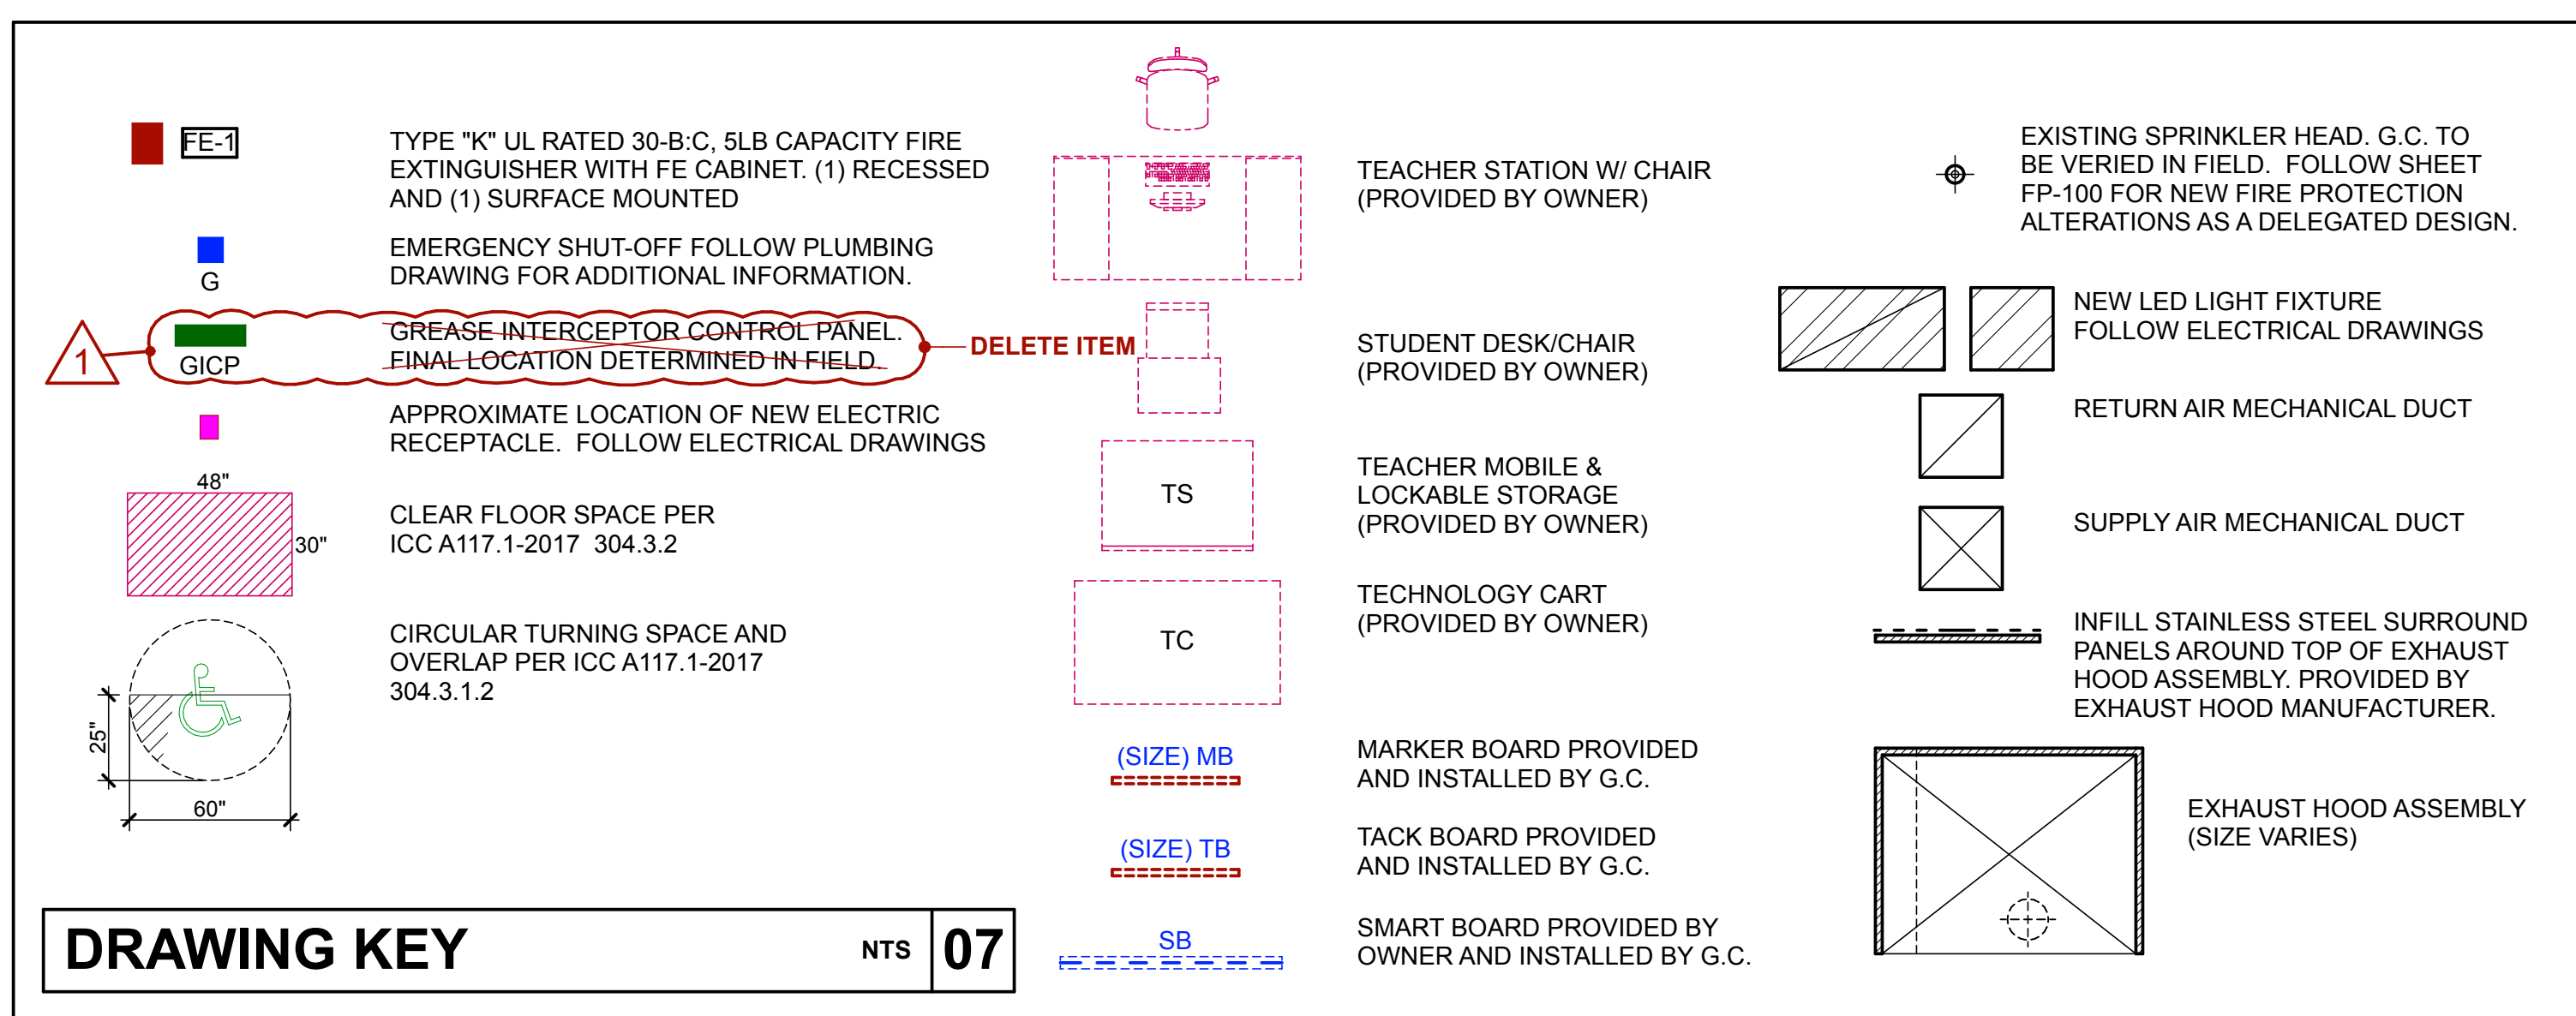 FE-1
TYPE "K" UL RATED 30-B:C, 5LB CAPACITY FIRE
EXTINGUISHER WITH FE CABINET. (1) RECESSED
AND (1) SURFACE MOUNTED
G
EMERGENCY SHUT-OFF FOLLOW PLUMBING
DRAWING FOR ADDITIONAL INFORMATION.
1
GICP
GREASE INTERCEPTOR CONTROL PANEL.
FINAL LOCATION DETERMINED IN FIELD.
DELETE ITEM
APPROXIMATE LOCATION OF NEW ELECTRIC
RECEPTACLE.  FOLLOW ELECTRICAL DRAWINGS
48"
30"
CLEAR FLOOR SPACE PER
ICC A117.1-2017  304.3.2
25"
60"
CIRCULAR TURNING SPACE AND
OVERLAP PER ICC A117.1-2017
304.3.1.2
DRAWING KEY
NTS
07
TEACHER STATION W/ CHAIR
(PROVIDED BY OWNER)
STUDENT DESK/CHAIR
(PROVIDED BY OWNER)
TS
TEACHER MOBILE &
LOCKABLE STORAGE
(PROVIDED BY OWNER)
TC
TECHNOLOGY CART
(PROVIDED BY OWNER)
(SIZE) MB
MARKER BOARD PROVIDED
AND INSTALLED BY G.C.
(SIZE) TB
TACK BOARD PROVIDED
AND INSTALLED BY G.C.
SB
SMART BOARD PROVIDED BY
OWNER AND INSTALLED BY G.C.
EXISTING SPRINKLER HEAD. G.C. TO
BE VERIED IN FIELD.  FOLLOW SHEET
FP-100 FOR NEW FIRE PROTECTION
ALTERATIONS AS A DELEGATED DESIGN.
NEW LED LIGHT FIXTURE
FOLLOW ELECTRICAL DRAWINGS
RETURN AIR MECHANICAL DUCT
SUPPLY AIR MECHANICAL DUCT
INFILL STAINLESS STEEL SURROUND
PANELS AROUND TOP OF EXHAUST
HOOD ASSEMBLY. PROVIDED BY
EXHAUST HOOD MANUFACTURER.
EXHAUST HOOD ASSEMBLY
(SIZE VARIES)